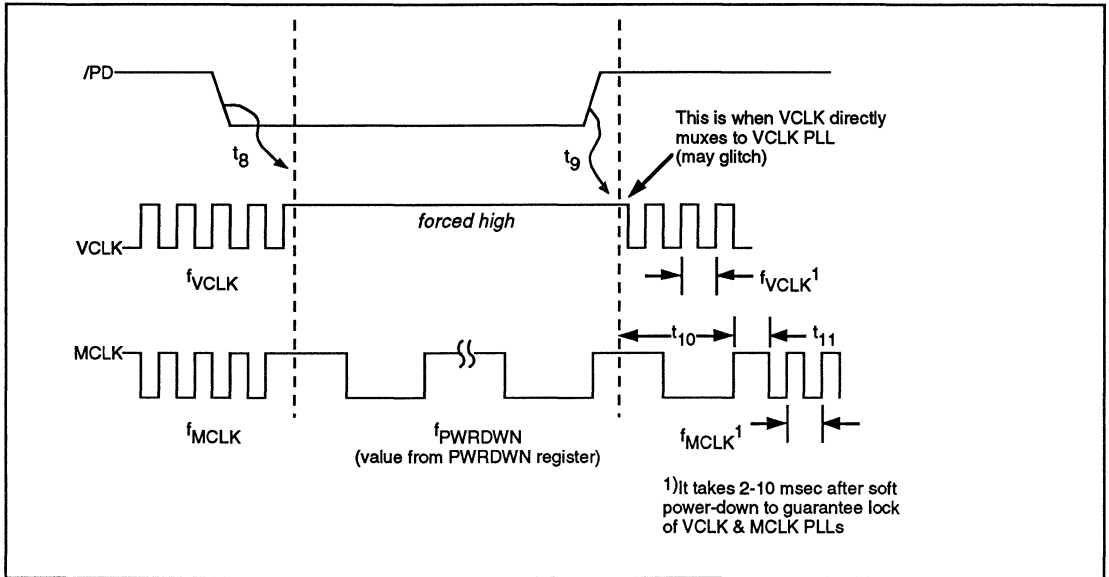 /PD
t8
t9
This is when VCLK directly
muxes to VCLK PLL
(may glitch)
forced high
VCLK
fVCLK
fVCLK1
MCLK
t10
t11
fMCLK
fPWRDWN
(value from PWRDWN register)
fMCLK1
1)It takes 2-10 msec after soft
power-down to guarantee lock
of VCLK & MCLK PLLs